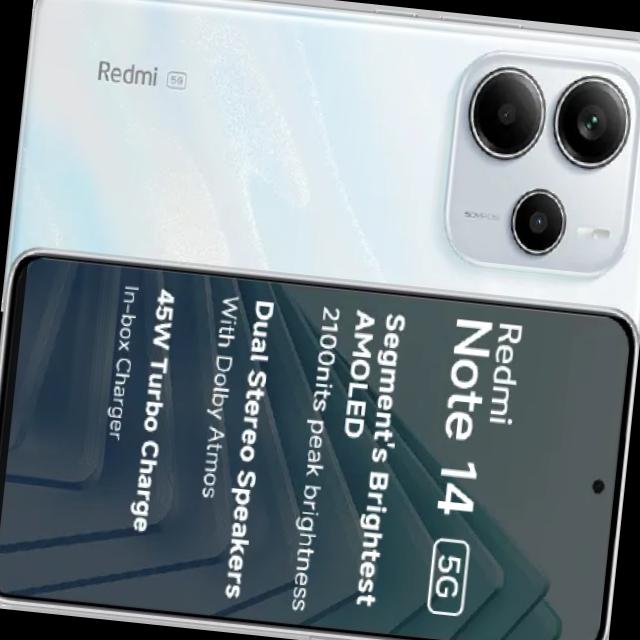 Redmi 5G
Redmi
Note 14 5G
Segment's Brightest
AMOLED
2100nits peak brightness
Dual Stereo Speakers
With Dolby Atmos
45W Turbo Charge
In-box Charger